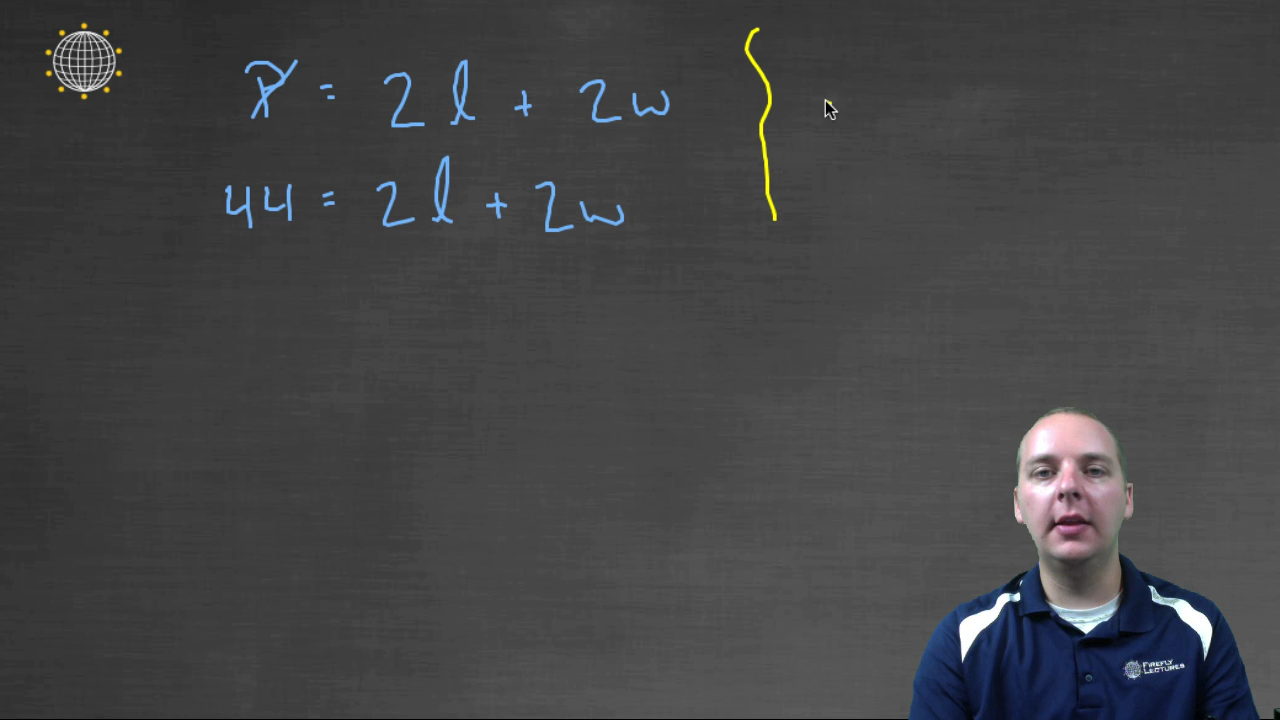 P = 2l + 2w
44 = 2l + 2w
FIREFLY
LECTURES